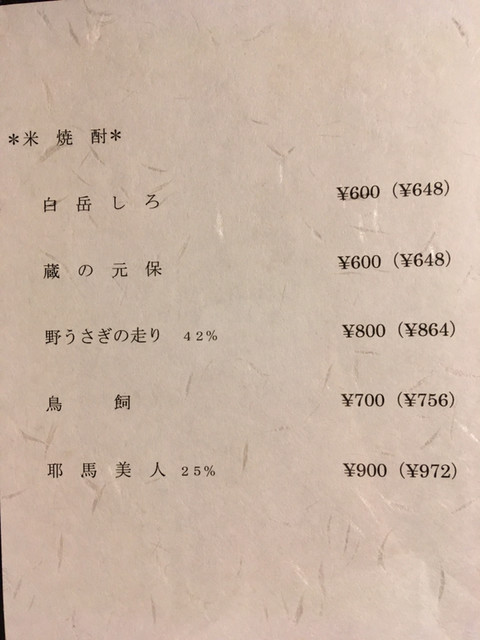 ＊米 焼 酎＊
白 岳 し ろ ¥600（¥648）
蔵 の 元 保 ¥600（¥648）
野うさぎの走り 42% ¥800（¥864）
鳥 飼 ¥700（¥756）
耶 馬 美 人 25% ¥900（¥972）